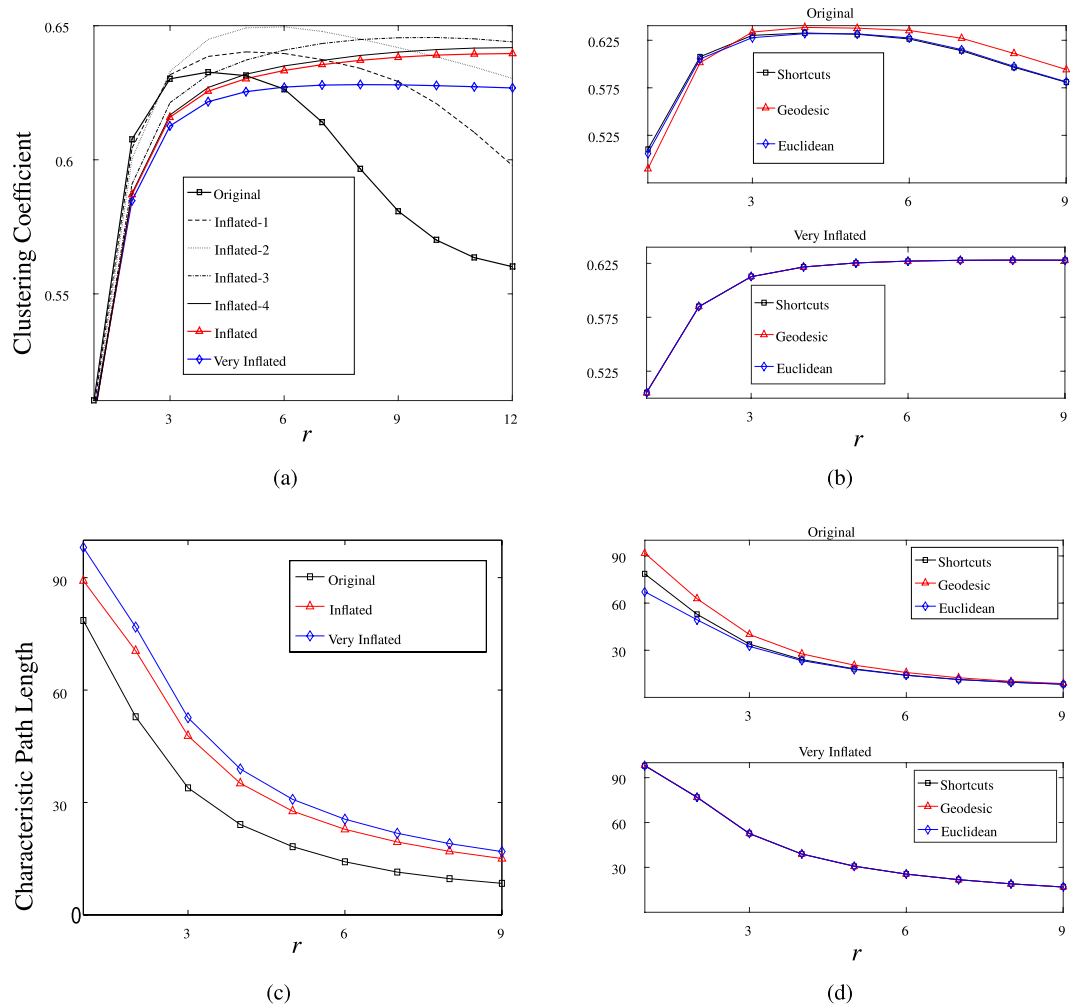 0.65
0.6
0.55
Clustering Coefficient
Original
Inflated-1
Inflated-2
Inflated-3
Inflated-4
Inflated
Very Inflated
3
6
9
12
r
(a)
Original
0.625
0.575
0.525
Shortcuts
Geodesic
Euclidean
3
6
9
Very Inflated
0.625
0.575
0.525
Shortcuts
Geodesic
Euclidean
3
6
9
r
(b)
90
60
30
0
Characteristic Path Length
Original
Inflated
Very Inflated
3
6
9
r
(c)
Original
90
60
30
Shortcuts
Geodesic
Euclidean
3
6
9
Very Inflated
90
60
30
Shortcuts
Geodesic
Euclidean
3
6
9
r
(d)